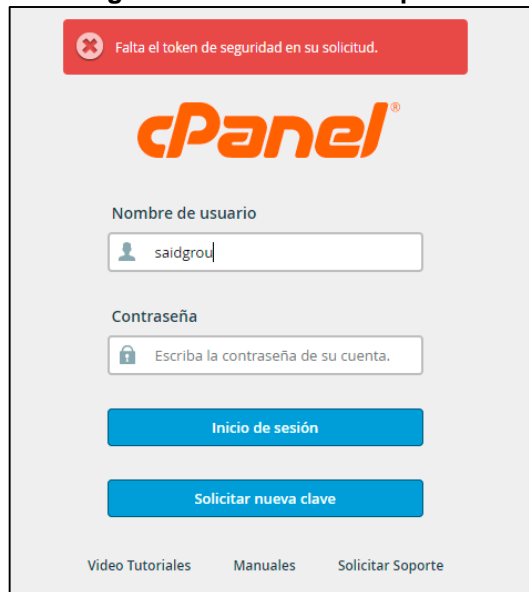 Falta el token de seguridad en su solicitud.
cPanel®
Nombre de usuario
saidgrou
Contraseña
Escriba la contraseña de su cuenta.
Inicio de sesión
Solicitar nueva clave
Video Tutoriales Manuales Solicitar Soporte